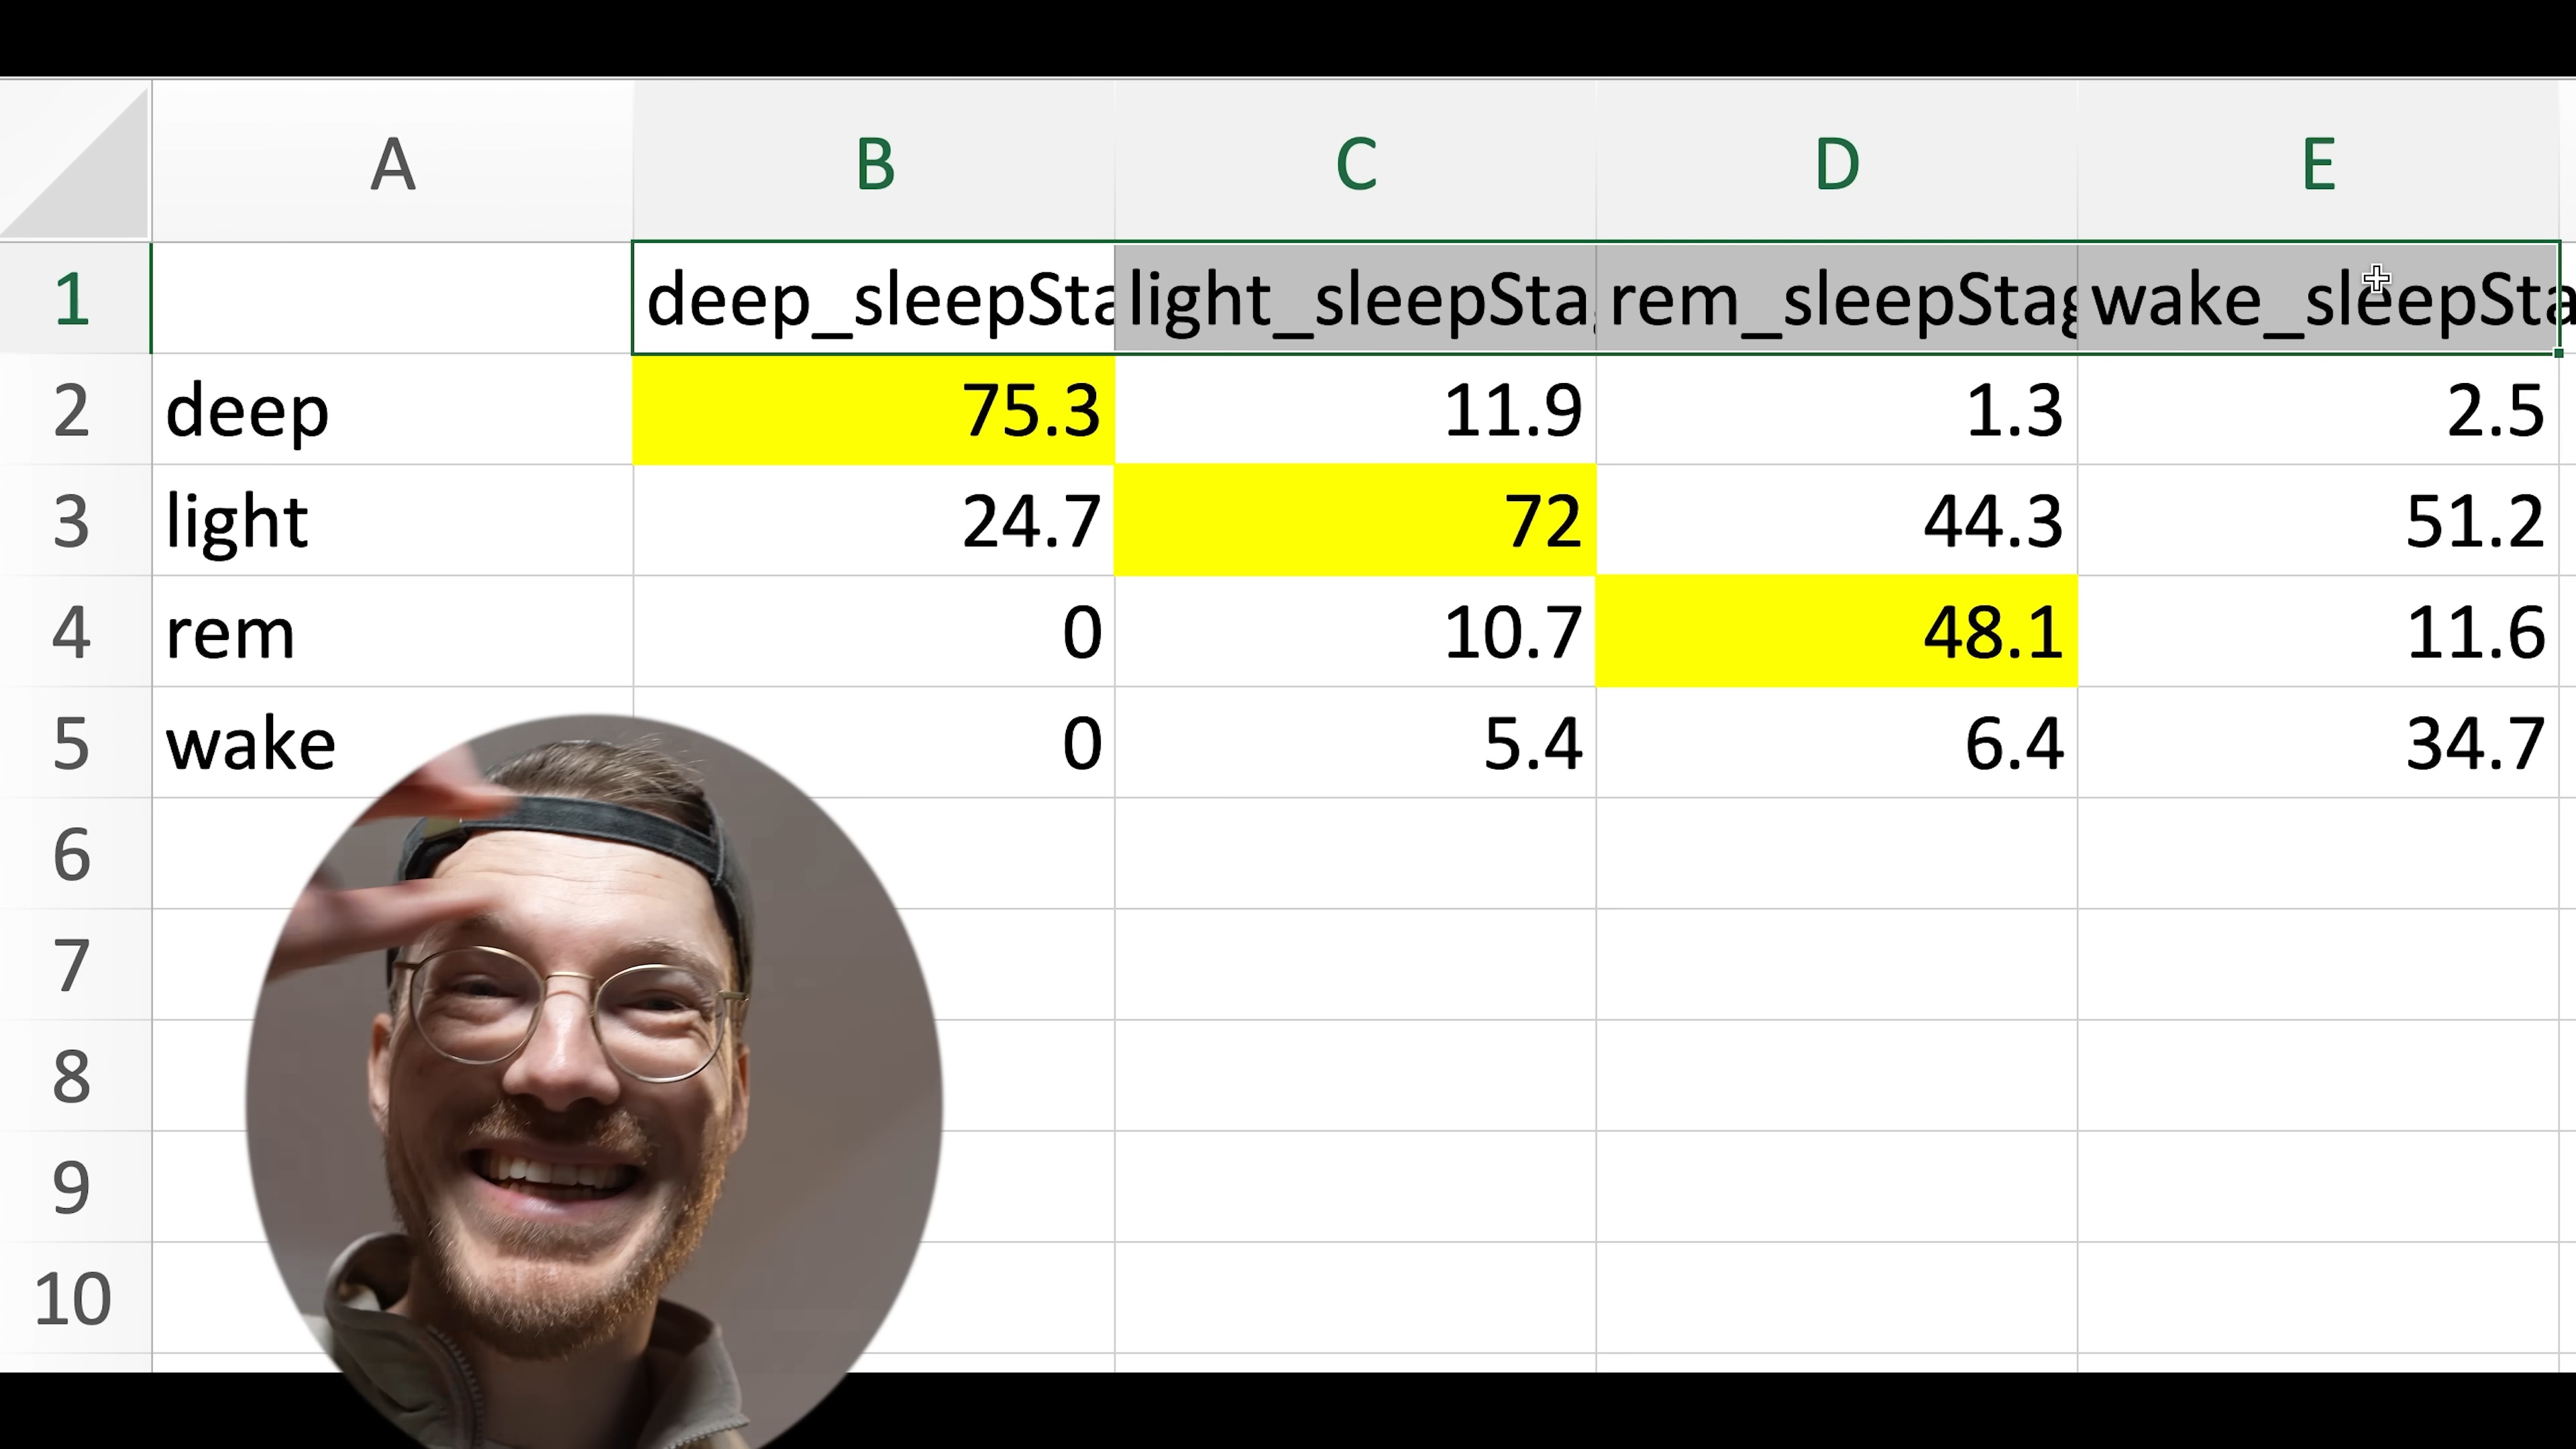 A B C D E
1 deep_sleepSta light_sleepSta rem_sleepStag wake_sleepSta
2 deep 75.3 11.9 1.3 2.5
3 light 24.7 72 44.3 51.2
4 rem 0 10.7 48.1 11.6
5 wake 0 5.4 6.4 34.7
6
7
8
9
10